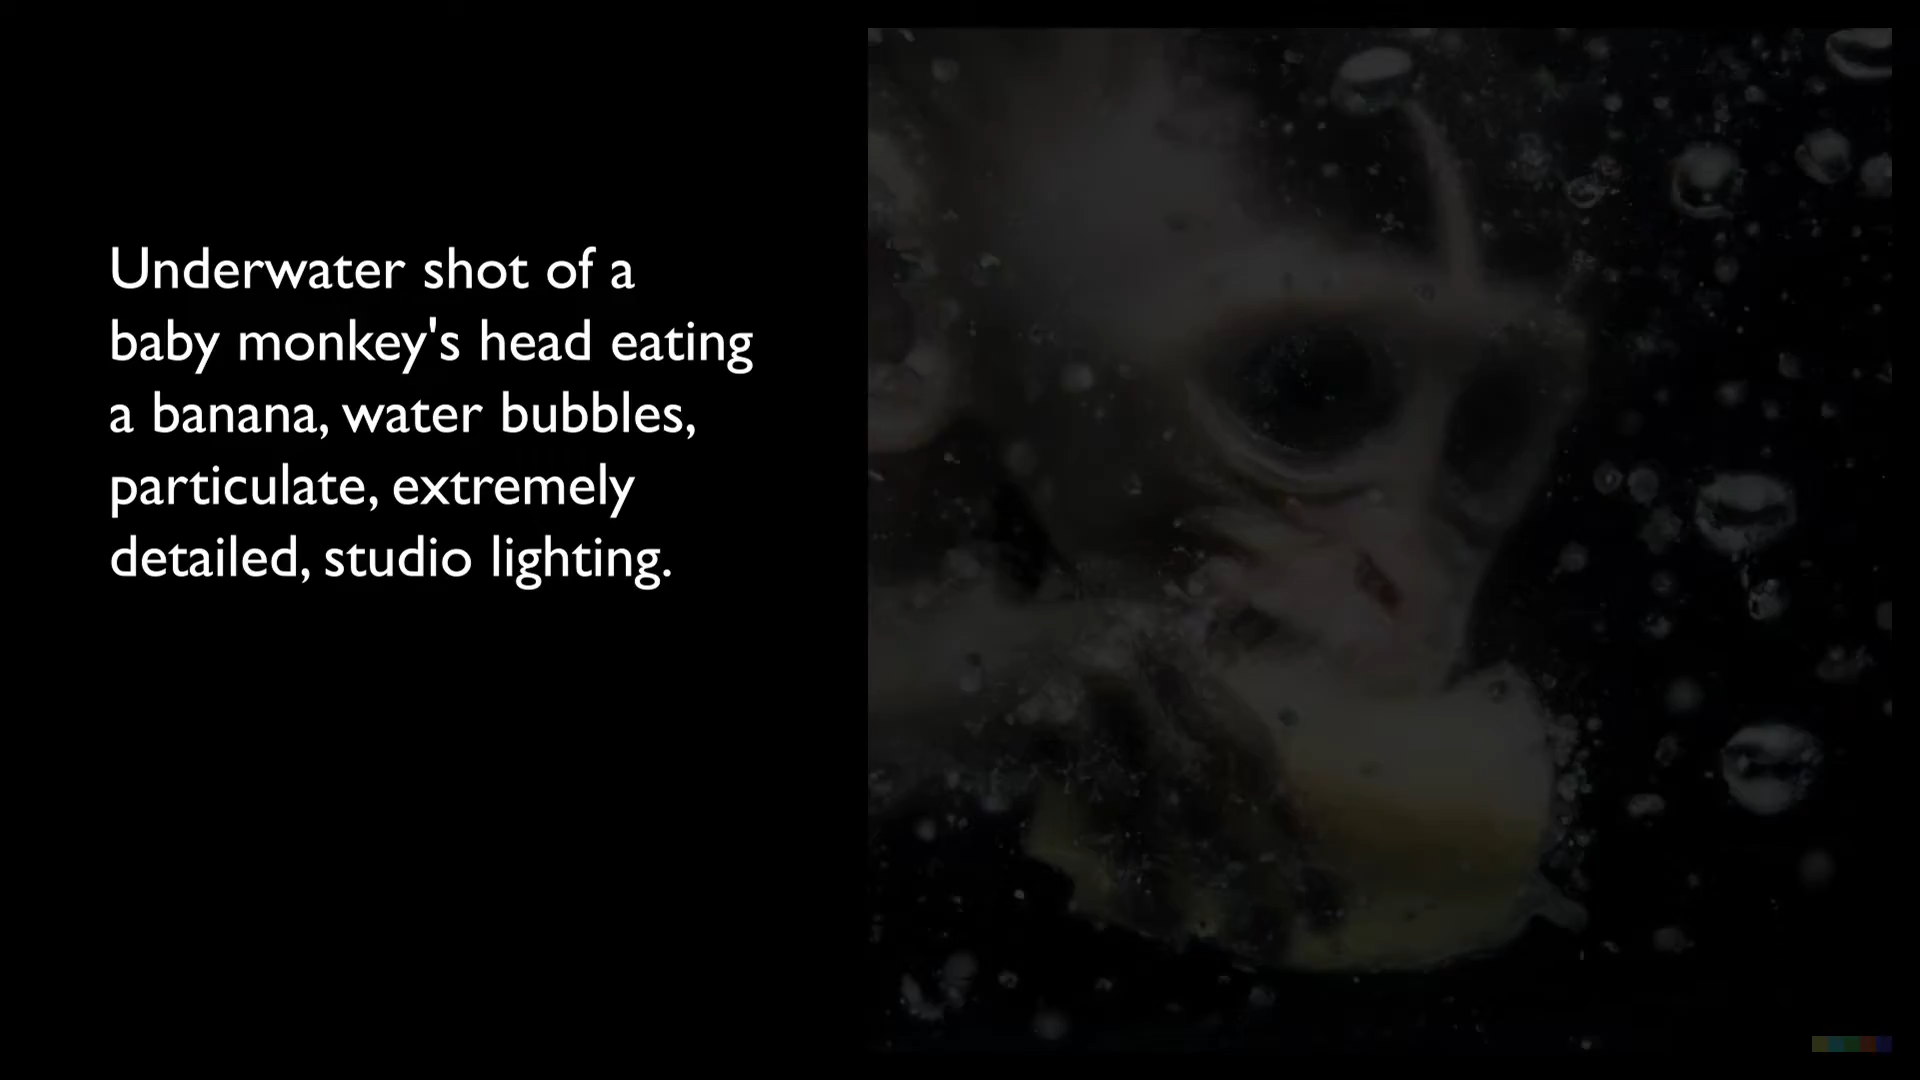 Underwater shot of a
baby monkey's head eating
a banana, water bubbles,
particulate, extremely
detailed, studio lighting.